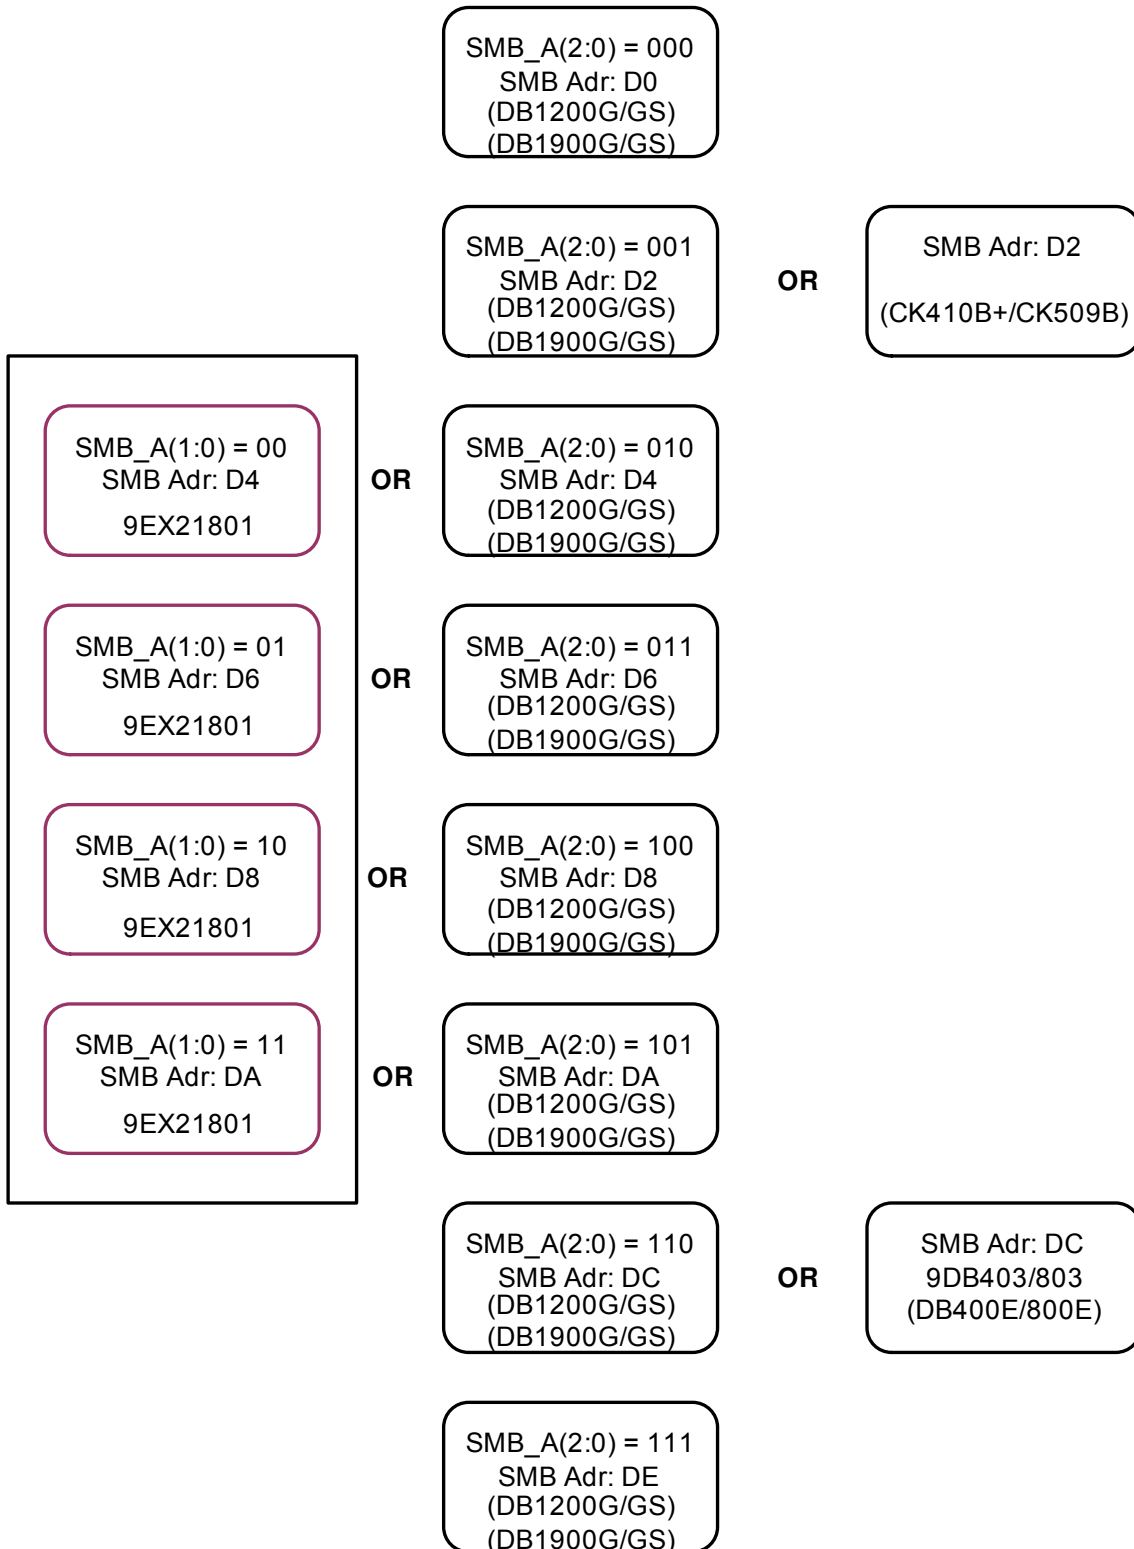 SMB_A(2:0) = 000
SMB Adr: D0
(DB1200G/GS)
(DB1900G/GS)
SMB_A(2:0) = 001
SMB Adr: D2
(DB1200G/GS)
(DB1900G/GS)
OR
SMB Adr: D2
(CK410B+/CK509B)
SMB_A(1:0) = 00
SMB Adr: D4
9EX21801
OR
SMB_A(2:0) = 010
SMB Adr: D4
(DB1200G/GS)
(DB1900G/GS)
SMB_A(1:0) = 01
SMB Adr: D6
9EX21801
OR
SMB_A(2:0) = 011
SMB Adr: D6
(DB1200G/GS)
(DB1900G/GS)
SMB_A(1:0) = 10
SMB Adr: D8
9EX21801
OR
SMB_A(2:0) = 100
SMB Adr: D8
(DB1200G/GS)
(DB1900G/GS)
SMB_A(1:0) = 11
SMB Adr: DA
9EX21801
OR
SMB_A(2:0) = 101
SMB Adr: DA
(DB1200G/GS)
(DB1900G/GS)
SMB_A(2:0) = 110
SMB Adr: DC
(DB1200G/GS)
(DB1900G/GS)
OR
SMB Adr: DC
9DB403/803
(DB400E/800E)
SMB_A(2:0) = 111
SMB Adr: DE
(DB1200G/GS)
(DB1900G/GS)